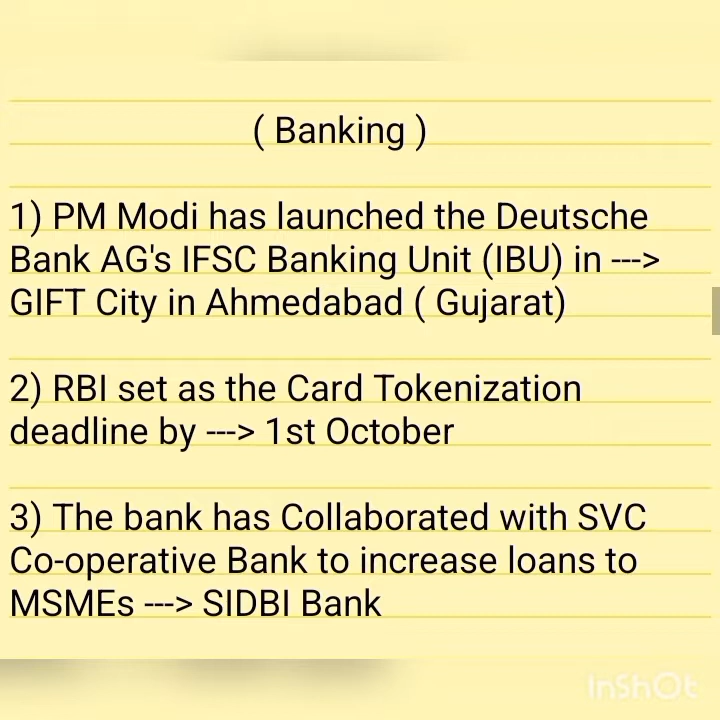 ( Banking )
1) PM Modi has launched the Deutsche
Bank AG's IFSC Banking Unit (IBU) in --->
GIFT City in Ahmedabad ( Gujarat)
2) RBI set as the Card Tokenization
deadline by ---> 1st October
3) The bank has Collaborated with SVC
Co-operative Bank to increase loans to
MSMEs ---> SIDBI Bank
InShOt